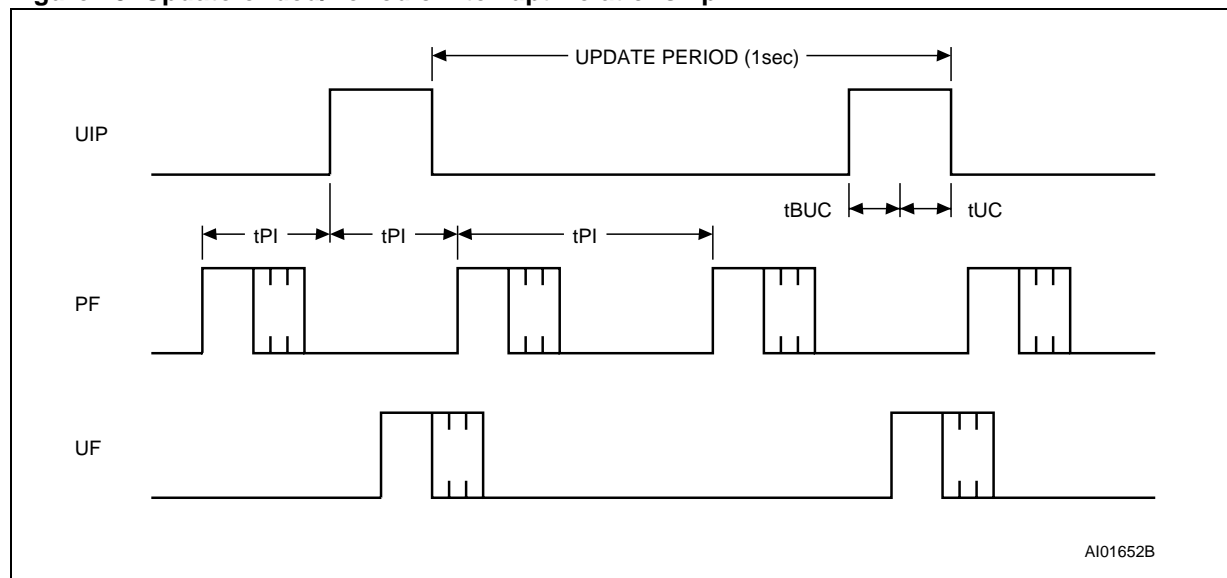 UPDATE PERIOD (1sec)
UIP
tBUC
tUC
tPI
tPI
tPI
PF
UF
AI01652B